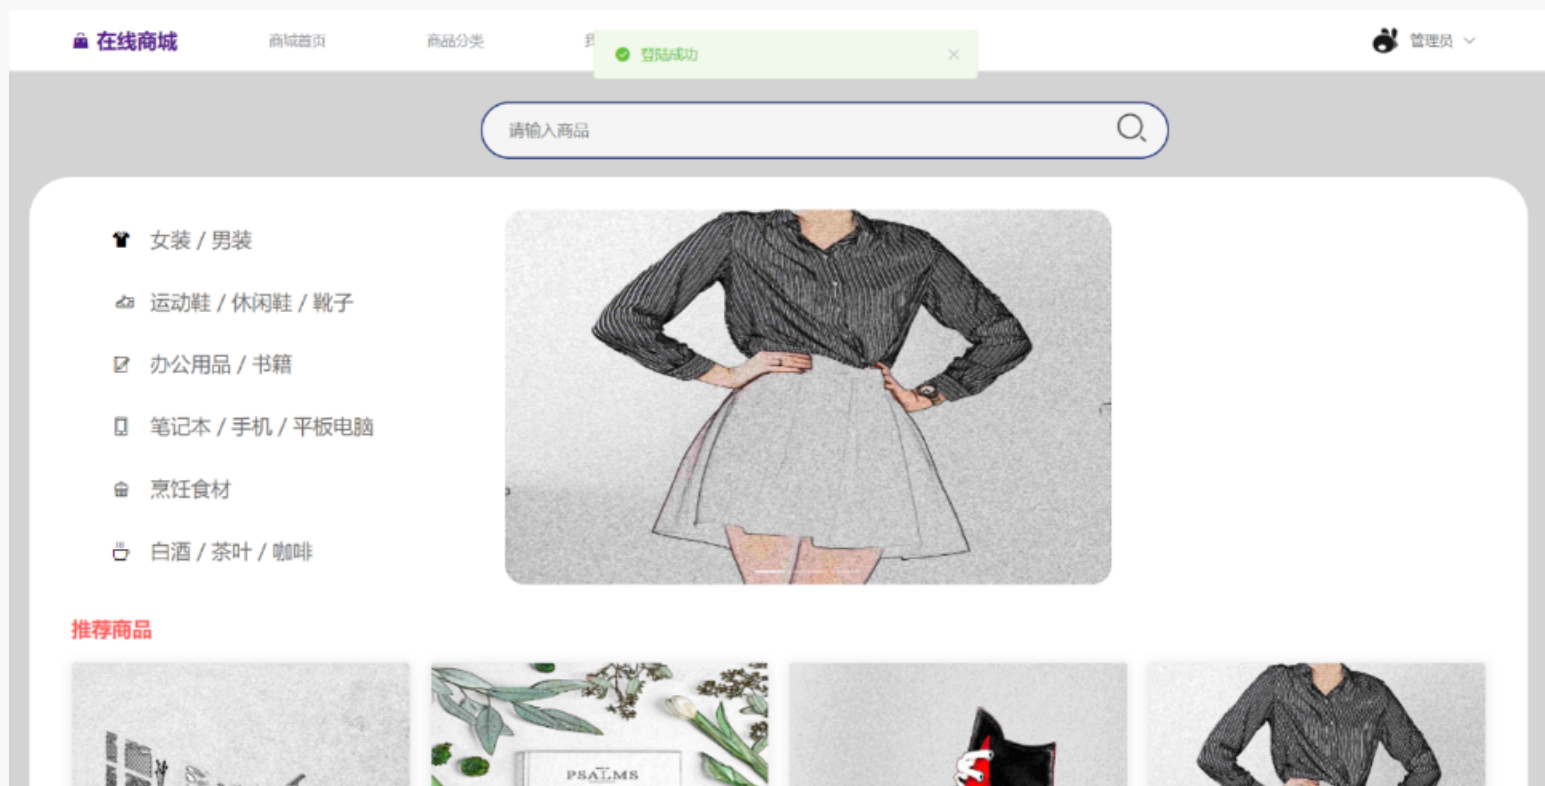 在线商城
商城首页
商品分类
登陆成功
管理员
请输入商品
女装 / 男装
运动鞋 / 休闲鞋 / 靴子
办公用品 / 书籍
笔记本 / 手机 / 平板电脑
烹饪食材
白酒 / 茶叶 / 咖啡
推荐商品
PSALMS